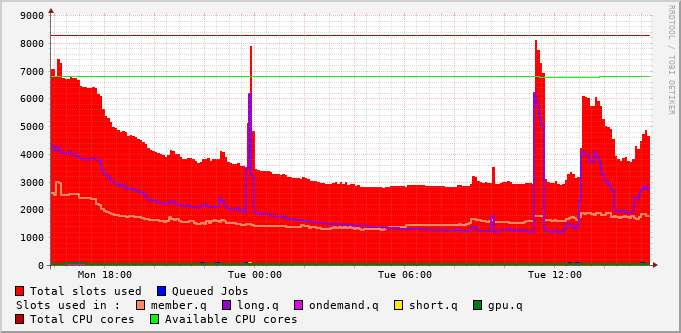 9000
8000
7000
6000
5000
4000
3000
2000
1000
0
Mon 18:00 Tue 00:00 Tue 06:00 Tue 12:00
RRDTOOL / TOBI OETIKER
Total slots used Queued Jobs
Slots used in : member.q long.q ondemand.q short.q gpu.q
Total CPU cores Available CPU cores